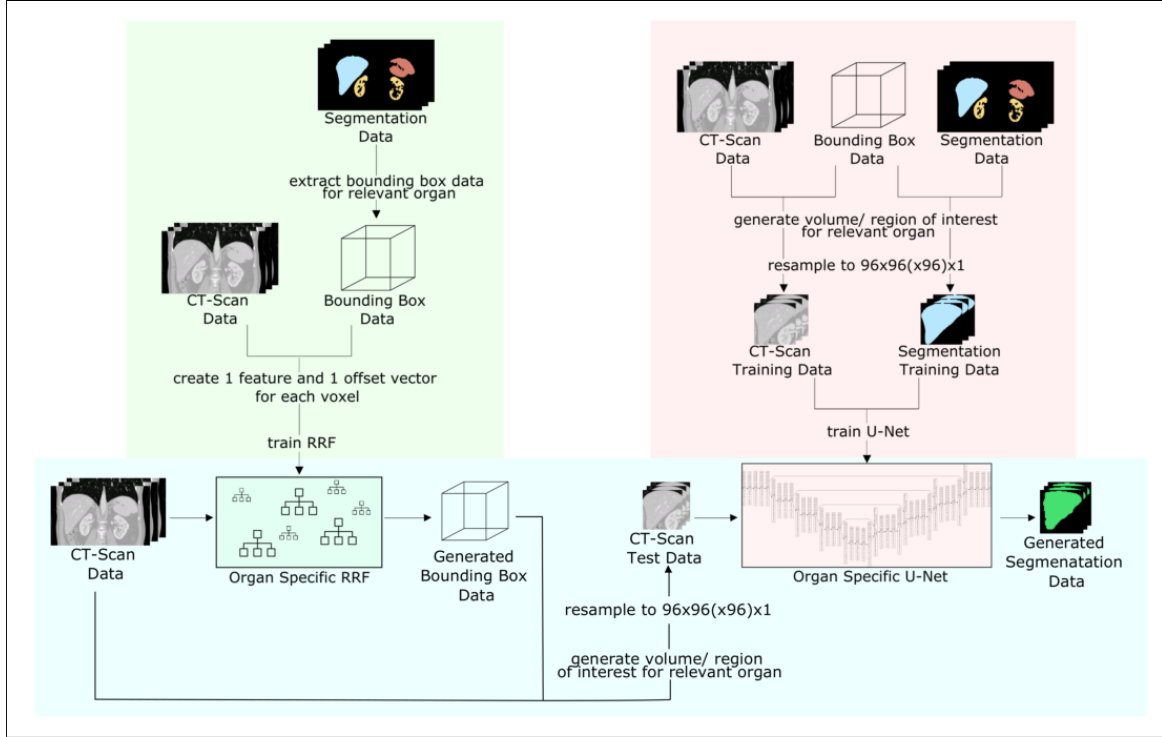 Segmentation
Data
extract bounding box data
for relevant organ
CT-Scan
Data
Bounding Box
Data
create 1 feature and 1 offset vector
for each voxel
train RRF
CT-Scan
Data
Bounding Box
Data
Segmentation
Data
generate volume/ region of interest
for relevant organ
resample to 96x96(x96)x1
CT-Scan
Training Data
Segmentation
Training Data
train U-Net
CT-Scan
Data
Organ Specific RRF
Generated
Bounding Box
Data
CT-Scan
Test Data
Organ Specific U-Net
Generated
Segmenatation
Data
resample to 96x96(x96)x1
generate volume/ region
of interest for relevant organ